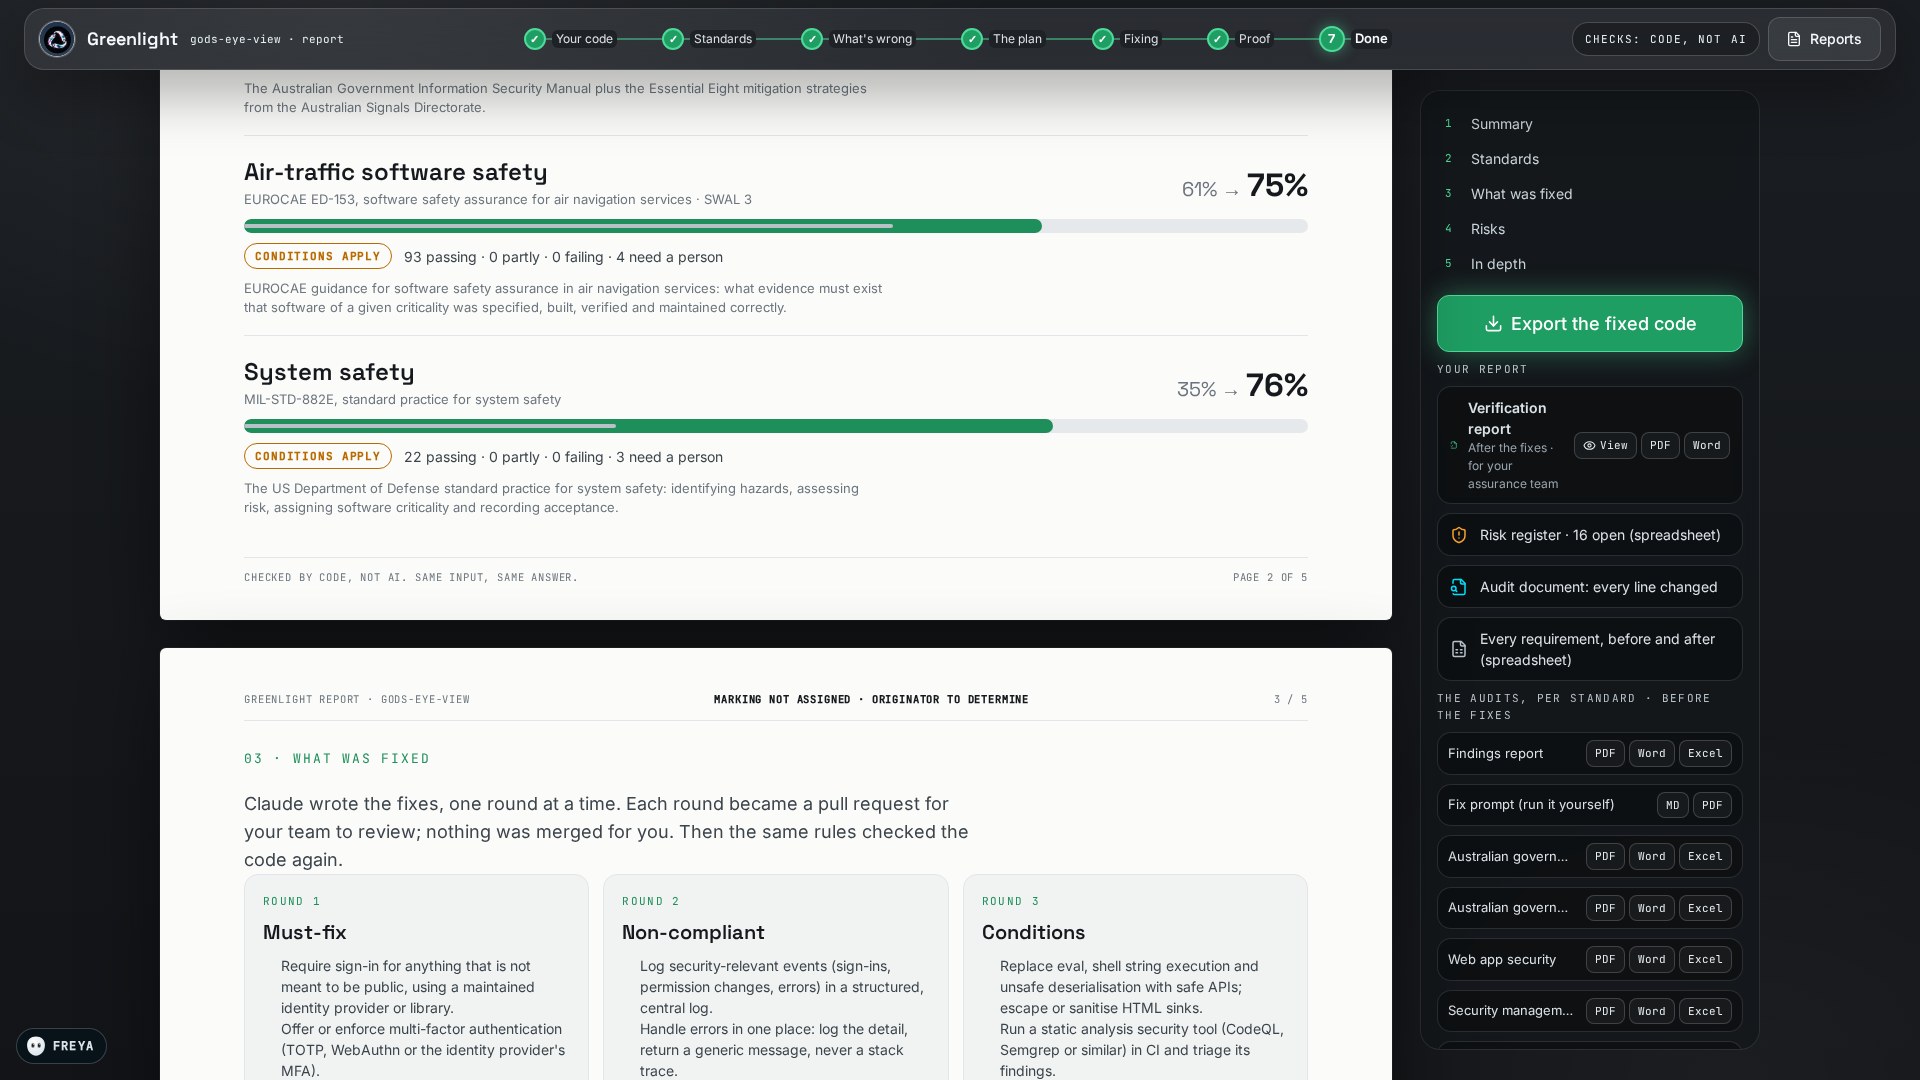 Greenlight gods-eye-view · report
✓ Your code ✓ Standards ✓ What's wrong ✓ The plan ✓ Fixing ✓ Proof 7 Done
CHECKS: CODE, NOT AI
Reports
The Australian Government Information Security Manual plus the Essential Eight mitigation strategies
from the Australian Signals Directorate.
Air-traffic software safety
EUROCAE ED-153, software safety assurance for air navigation services · SWAL 3
61% → 75%
CONDITIONS APPLY 93 passing · 0 partly · 0 failing · 4 need a person
EUROCAE guidance for software safety assurance in air navigation services: what evidence must exist
that software of a given criticality was specified, built, verified and maintained correctly.
System safety
MIL-STD-882E, standard practice for system safety
35% → 76%
CONDITIONS APPLY 22 passing · 0 partly · 0 failing · 3 need a person
The US Department of Defense standard practice for system safety: identifying hazards, assessing
risk, assigning software criticality and recording acceptance.
CHECKED BY CODE, NOT AI. SAME INPUT, SAME ANSWER.
PAGE 2 OF 5
GREENLIGHT REPORT · GODS-EYE-VIEW
MARKING NOT ASSIGNED · ORIGINATOR TO DETERMINE
3 / 5
03 · WHAT WAS FIXED
Claude wrote the fixes, one round at a time. Each round became a pull request for
your team to review; nothing was merged for you. Then the same rules checked the
code again.
ROUND 1
Must-fix
Require sign-in for anything that is not
meant to be public, using a maintained
identity provider or library.
Offer or enforce multi-factor authentication
(TOTP, WebAuthn or the identity provider's
MFA).
ROUND 2
Non-compliant
Log security-relevant events (sign-ins,
permission changes, errors) in a structured,
central log.
Handle errors in one place: log the detail,
return a generic message, never a stack
trace.
ROUND 3
Conditions
Replace eval, shell string execution and
unsafe deserialisation with safe APIs;
escape or sanitise HTML sinks.
Run a static analysis security tool (CodeQL,
Semgrep or similar) in CI and triage its
findings.
1 Summary
2 Standards
3 What was fixed
4 Risks
5 In depth
Export the fixed code
YOUR REPORT
Verification
report
After the fixes ·
for your
assurance team
View PDF Word
Risk register · 16 open (spreadsheet)
Audit document: every line changed
Every requirement, before and after
(spreadsheet)
THE AUDITS, PER STANDARD · BEFORE
THE FIXES
Findings report PDF Word Excel
Fix prompt (run it yourself) MD PDF
Australian govern... PDF Word Excel
Australian govern... PDF Word Excel
Web app security PDF Word Excel
Security managem... PDF Word Excel
FREYA